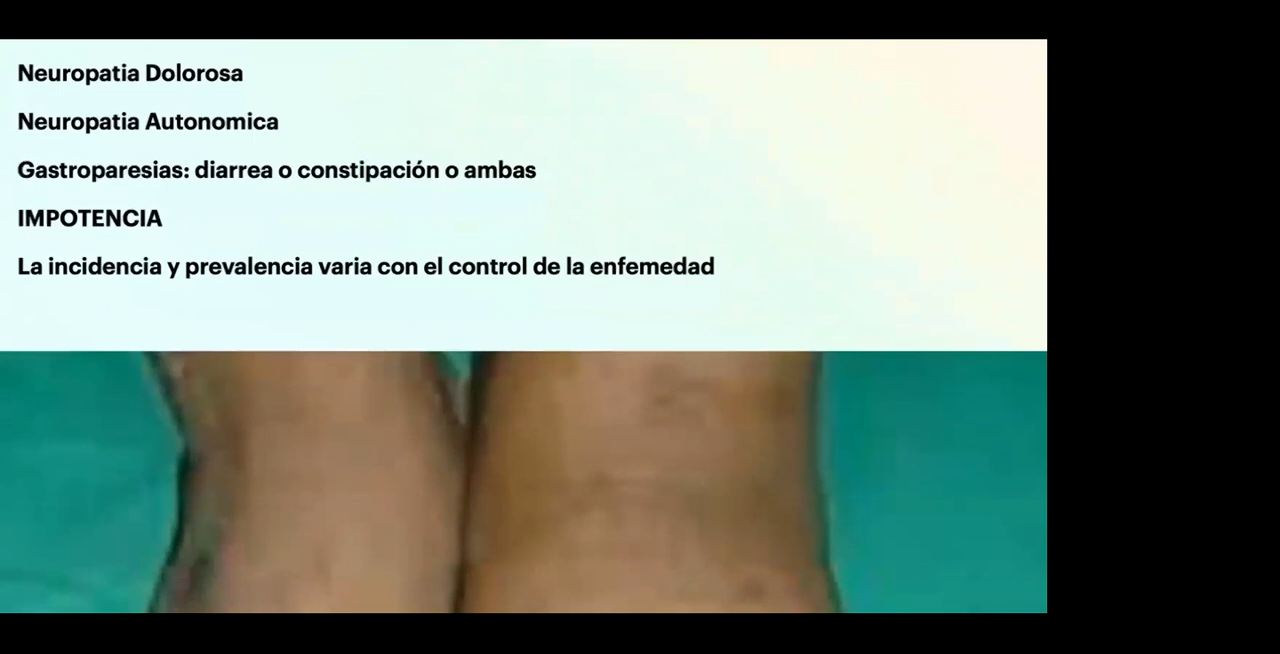 Neuropatia Dolorosa
Neuropatia Autonomica
Gastroparesias: diarrea o constipación o ambas
IMPOTENCIA
La incidencia y prevalencia varia con el control de la enfemedad